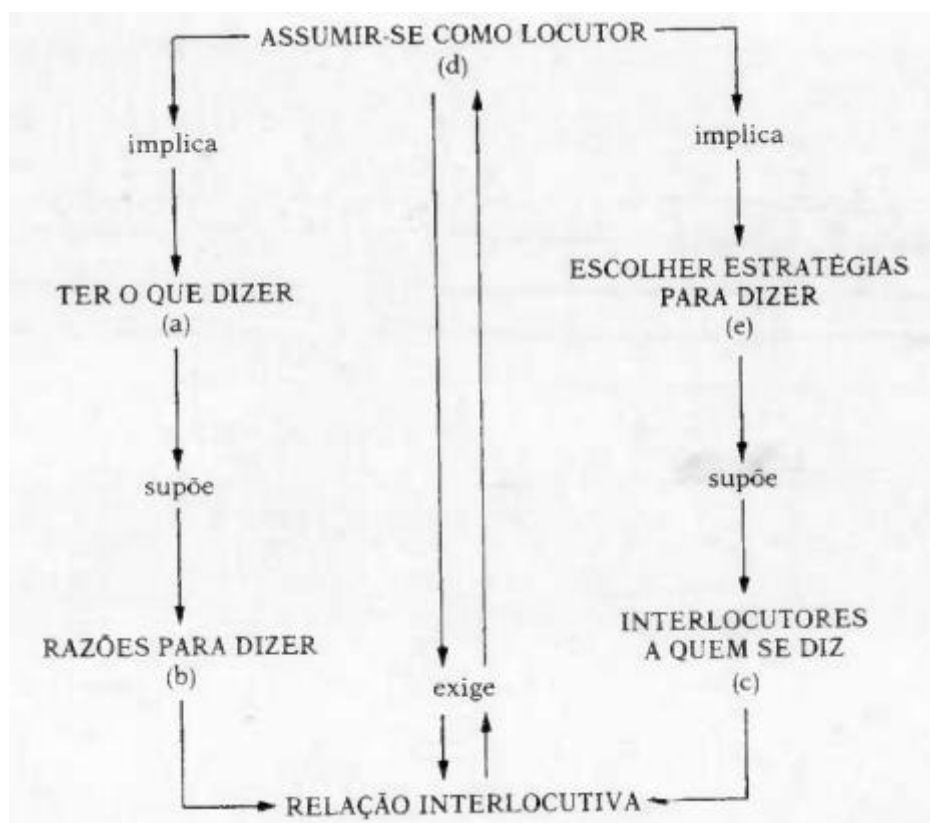 ASSUMIR-SE COMO LOCUTOR
(d)
implica
implica
TER O QUE DIZER
(a)
ESCOLHER ESTRATÉGIAS
PARA DIZER
(e)
supõe
supõe
RAZÕES PARA DIZER
(b)
INTERLOCUTORES
A QUEM SE DIZ
(c)
exige
RELAÇÃO INTERLOCUTIVA